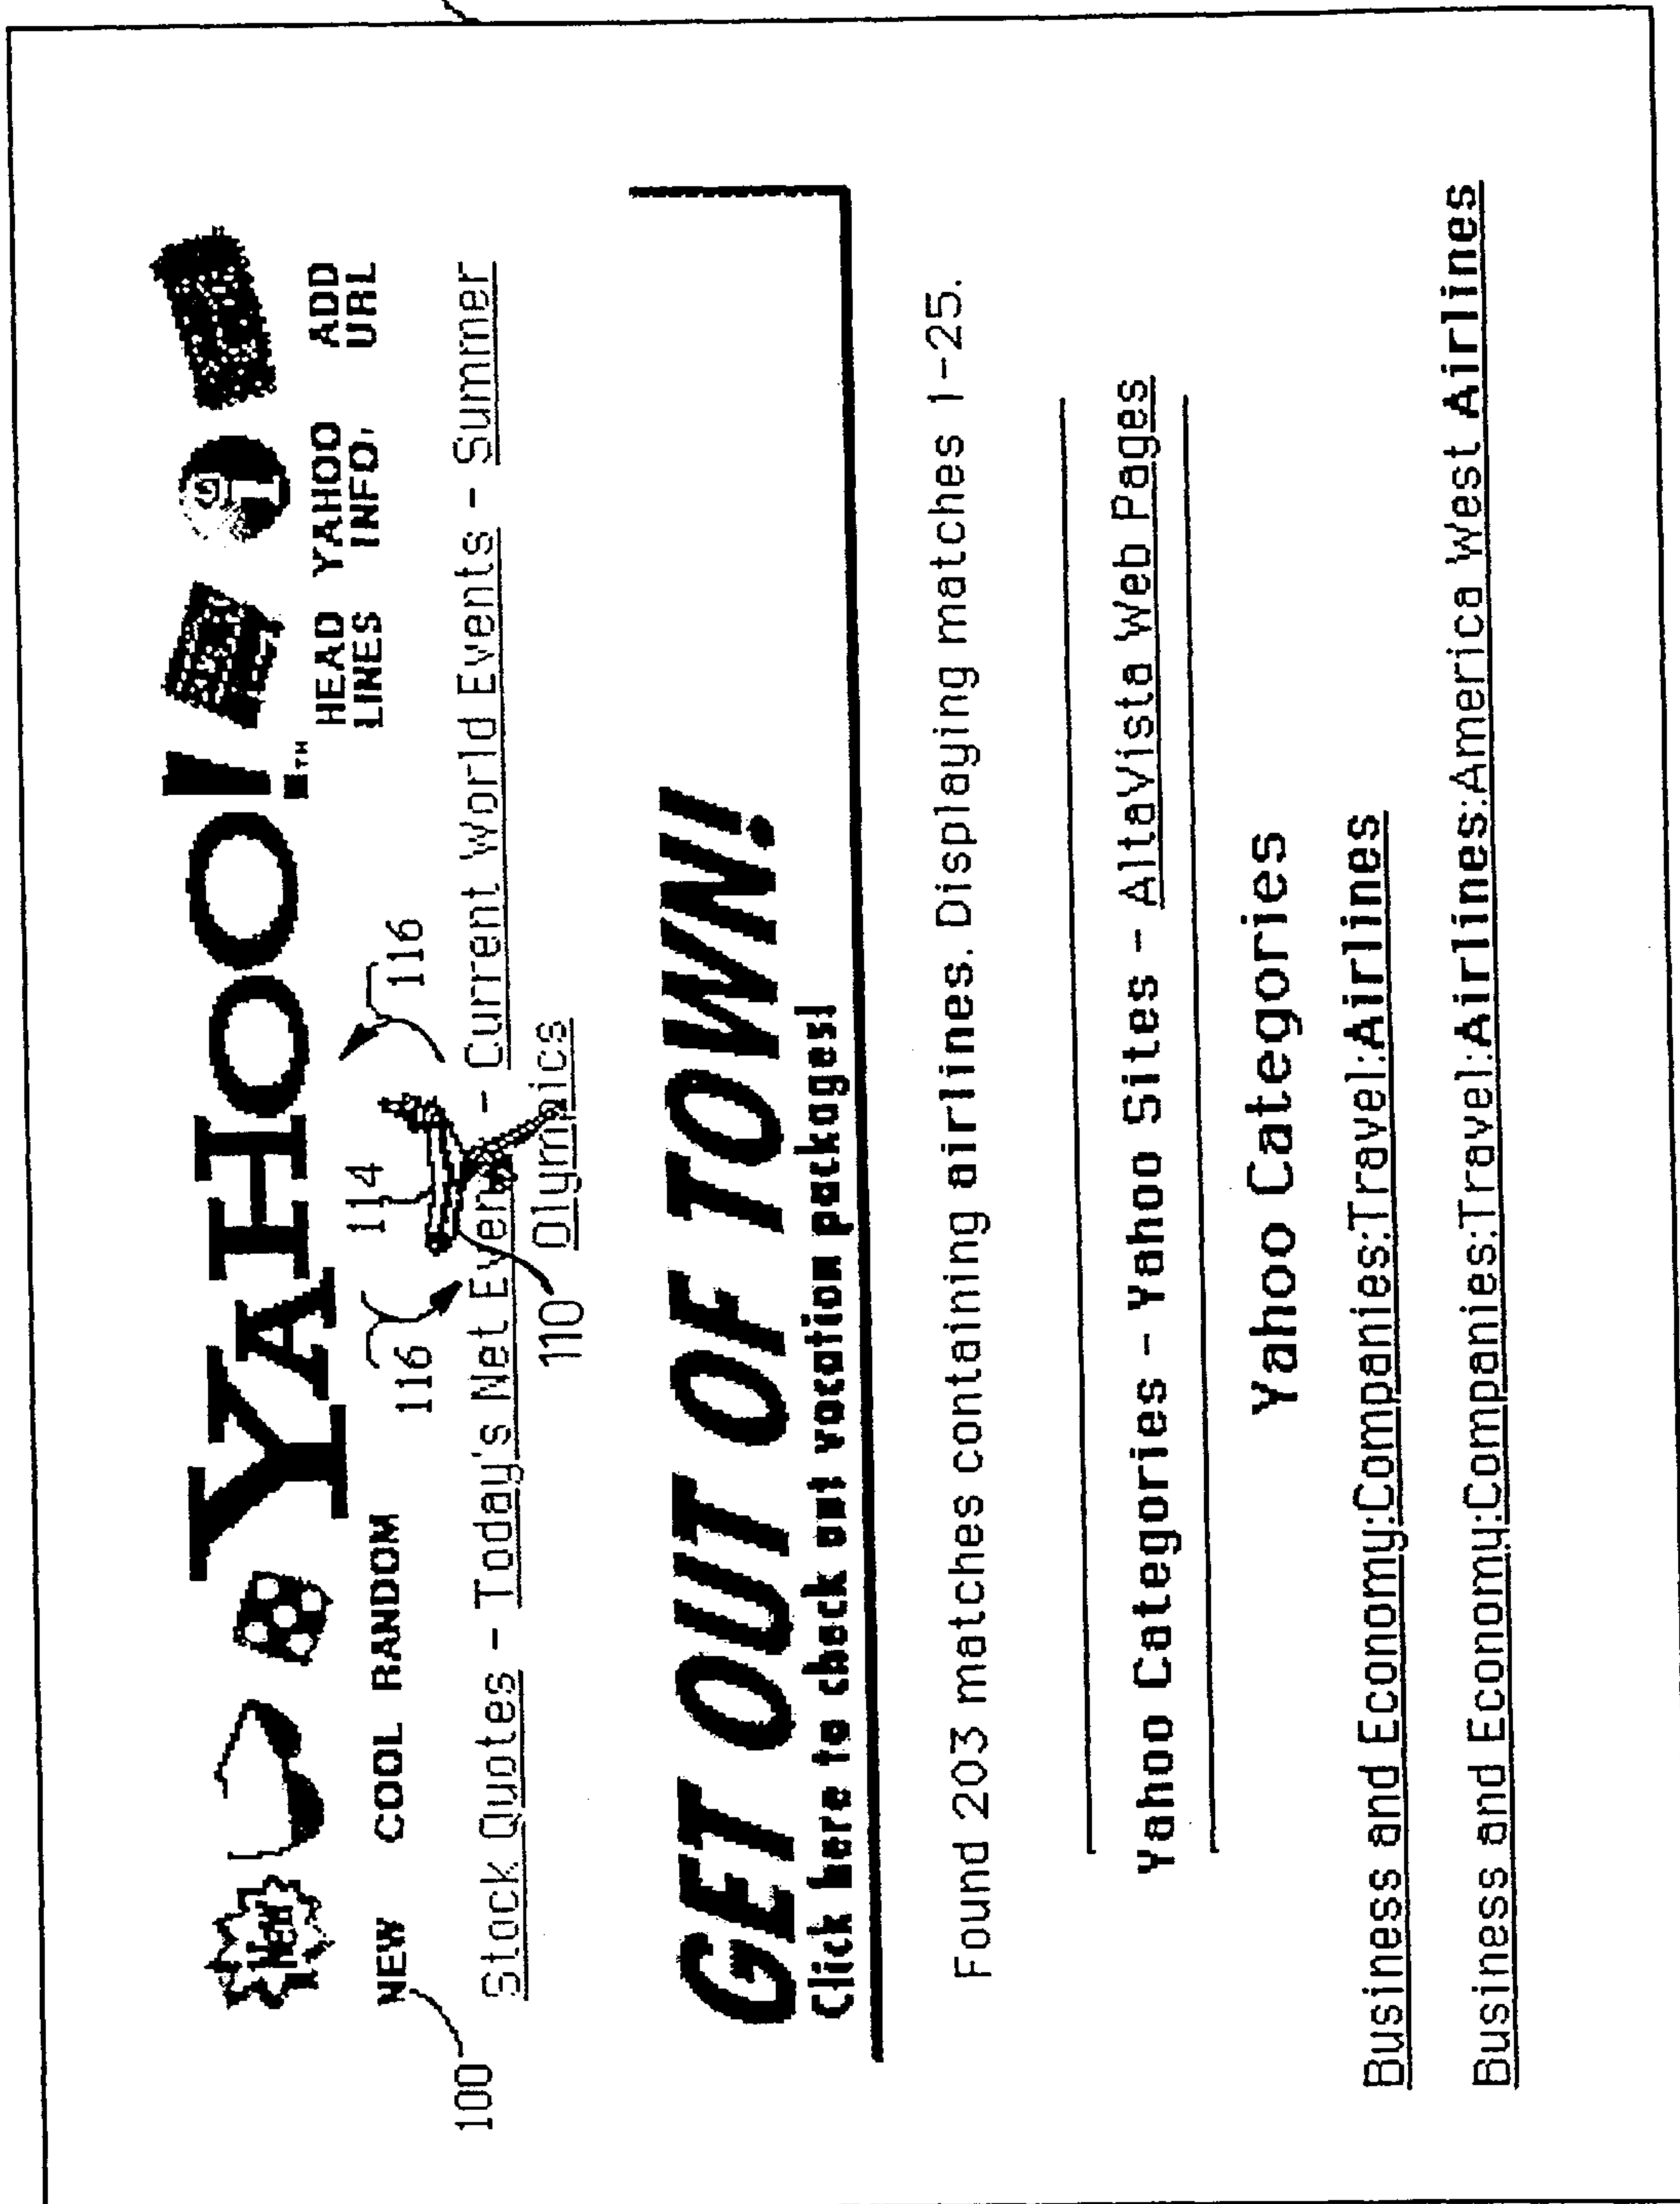 New
YAHOO!™
NEW COOL RANDOM HEAD LINES YAHOO INFO. ADD URL
116 114 116
Stock Quotes - Today's Net Events - Current World Events - Summer
Olympics
100
110
GET OUT OF TOWN!
Click here to check out vacation packages!
Found 203 matches containing airlines. Displaying matches 1-25.
Yahoo Categories - Yahoo Sites - AltaVista Web Pages
Yahoo Categories
Business and Economy:Companies:Travel:Airlines
Business and Economy:Companies:Travel:Airlines:America West Airlines